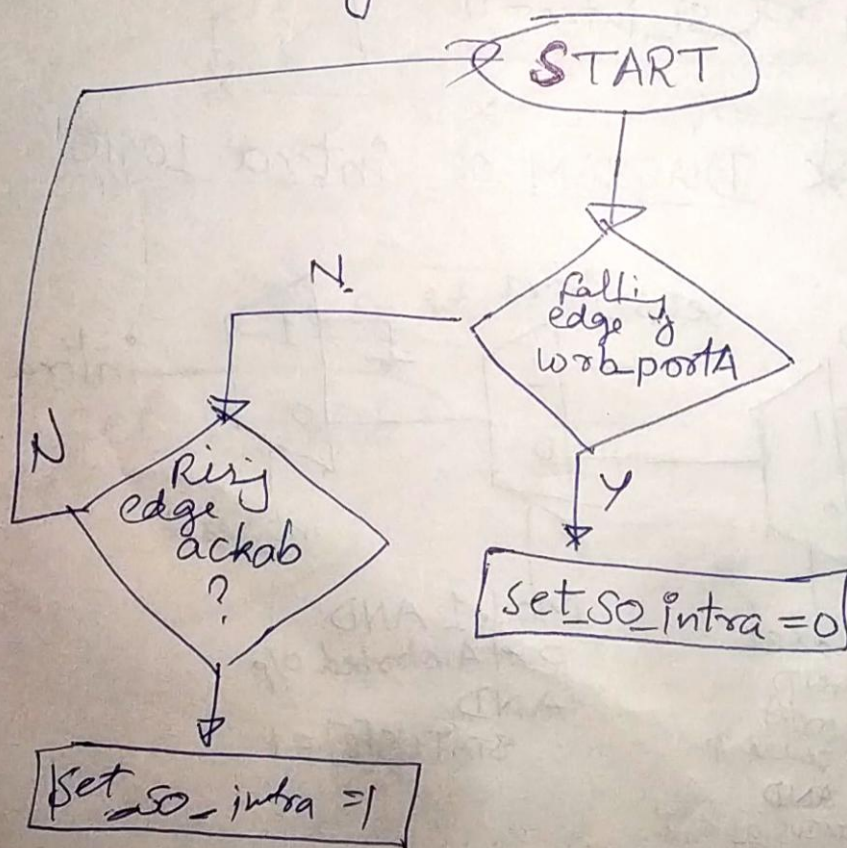 START
N.
falling
edge of
wrb_portA
N
Y
Rising
edge
ackab
?
set_so_intra = 0
set_so_intra = 1